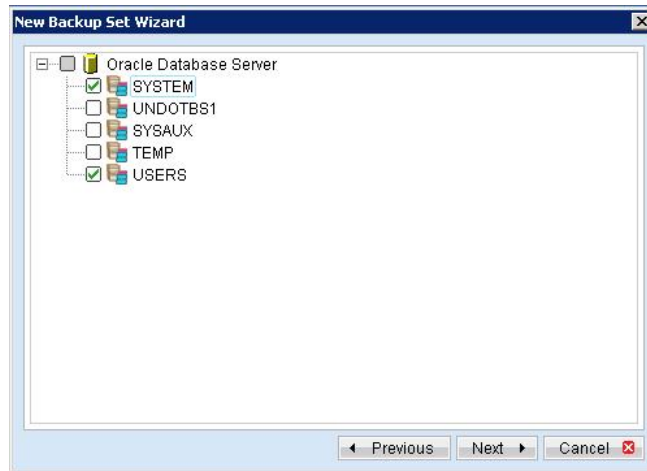 New Backup Set Wizard
Oracle Database Server
SYSTEM
UNDOTBS1
SYSAUX
TEMP
USERS
Previous Next Cancel